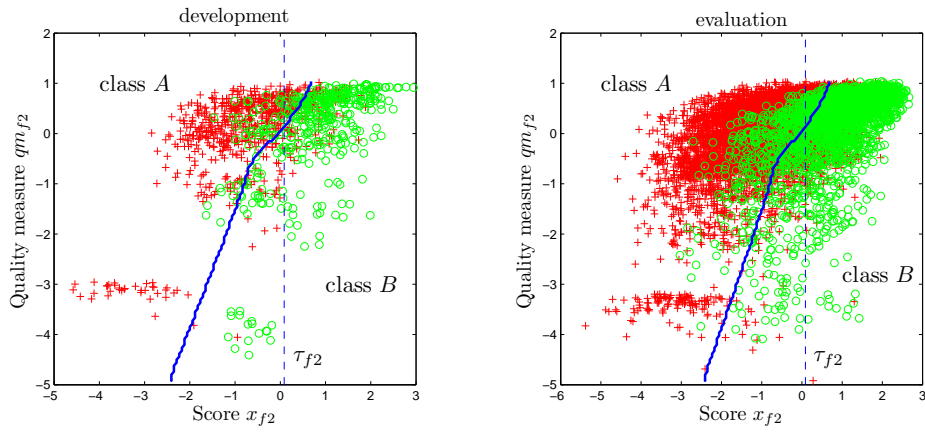 development
2
1
0
−1
−2
−3
−4
−5
Quality measure qm_f2
class A
class B
τ_f2
−5 −4 −3 −2 −1 0 1 2 3
Score x_f2
evaluation
2
1
0
−1
−2
−3
−4
−5
Quality measure qm_f2
class A
class B
τ_f2
−6 −5 −4 −3 −2 −1 0 1 2 3
Score x_f2